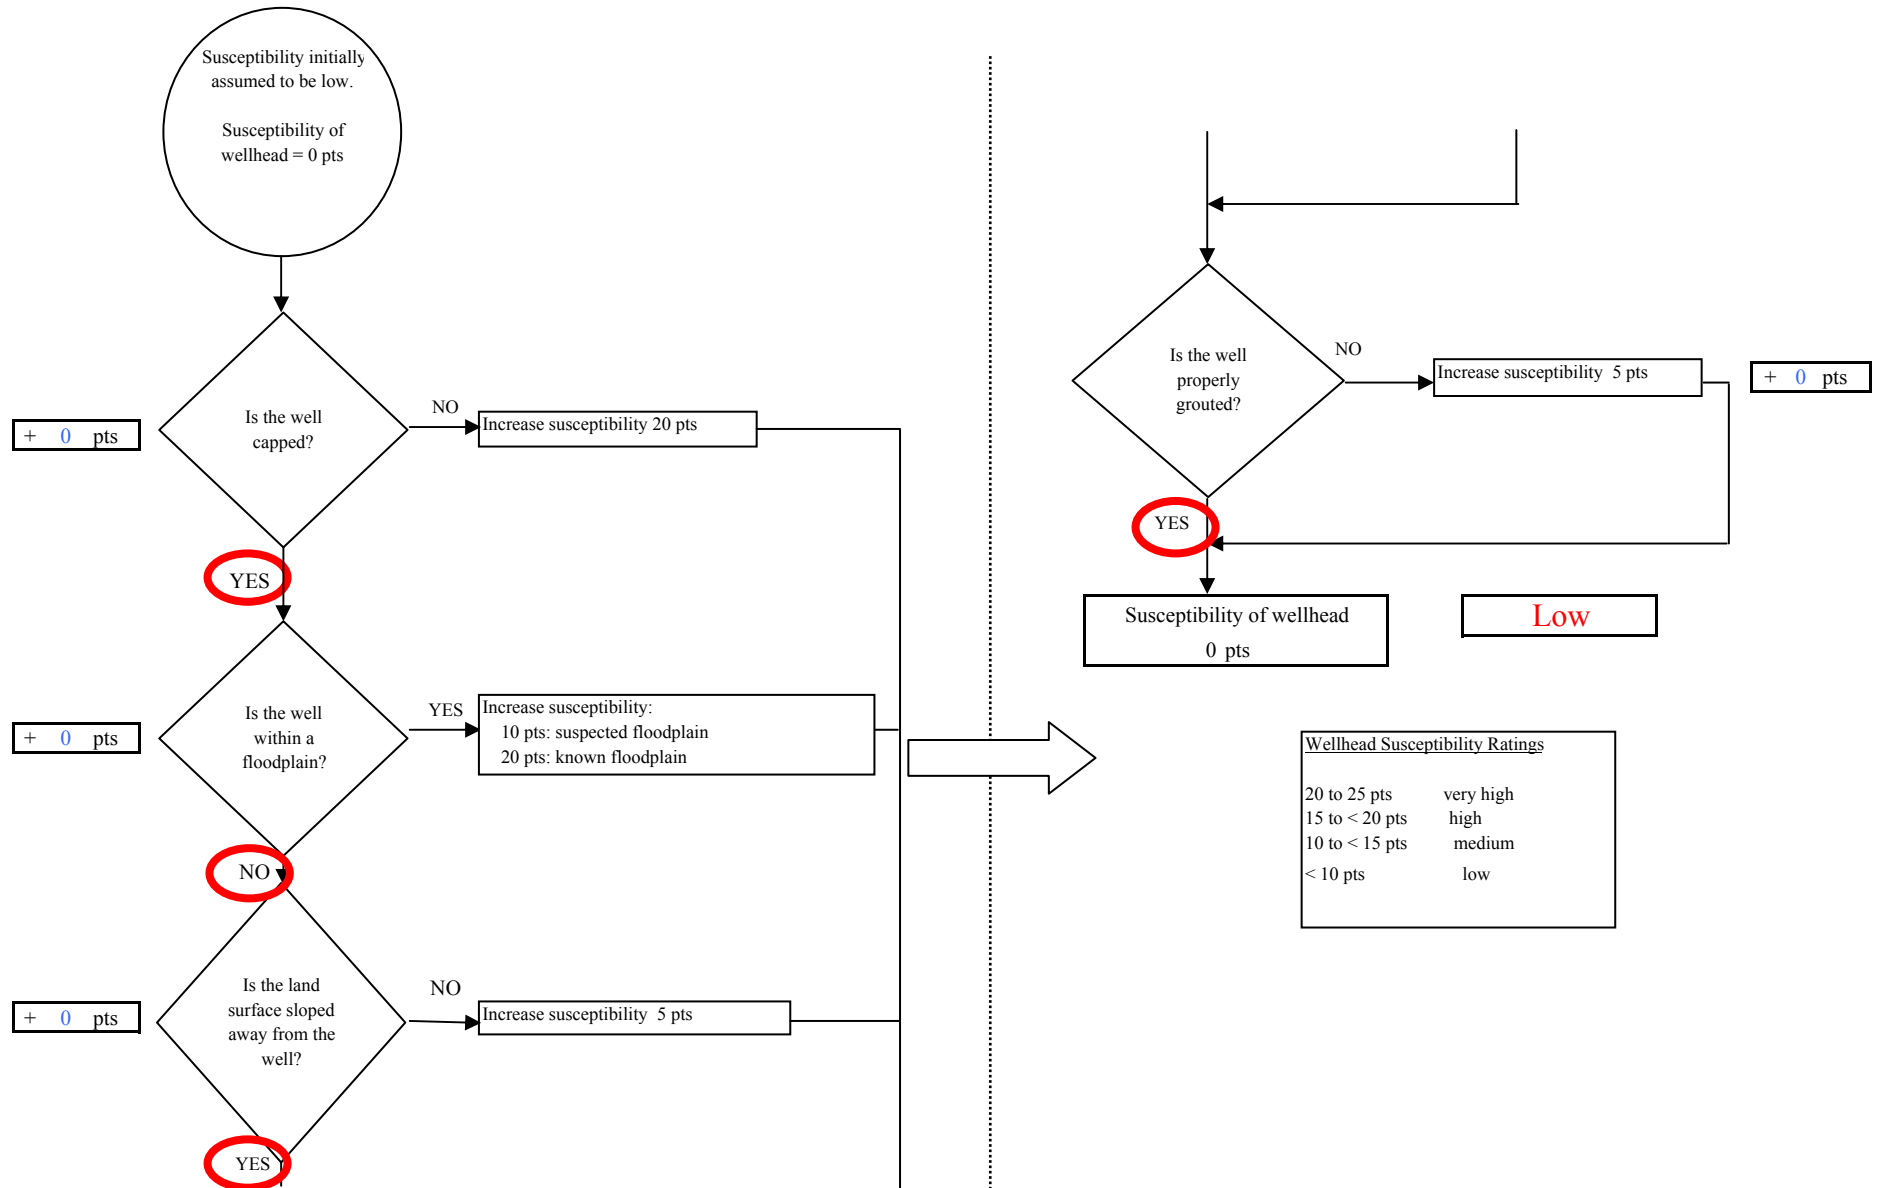 Susceptibility initially
assumed to be low.
Susceptibility of
wellhead = 0 pts
Is the well
capped?
NO
Increase susceptibility 20 pts
+ 0 pts
YES
Is the well
within a
floodplain?
YES
Increase susceptibility:
10 pts: suspected floodplain
20 pts: known floodplain
+ 0 pts
NO
Is the land
surface sloped
away from the
well?
NO
Increase susceptibility 5 pts
+ 0 pts
YES
Is the well
properly
grouted?
NO
Increase susceptibility 5 pts
+ 0 pts
YES
Susceptibility of wellhead
0 pts
Low
Wellhead Susceptibility Ratings
20 to 25 pts very high
15 to < 20 pts high
10 to < 15 pts medium
< 10 pts low